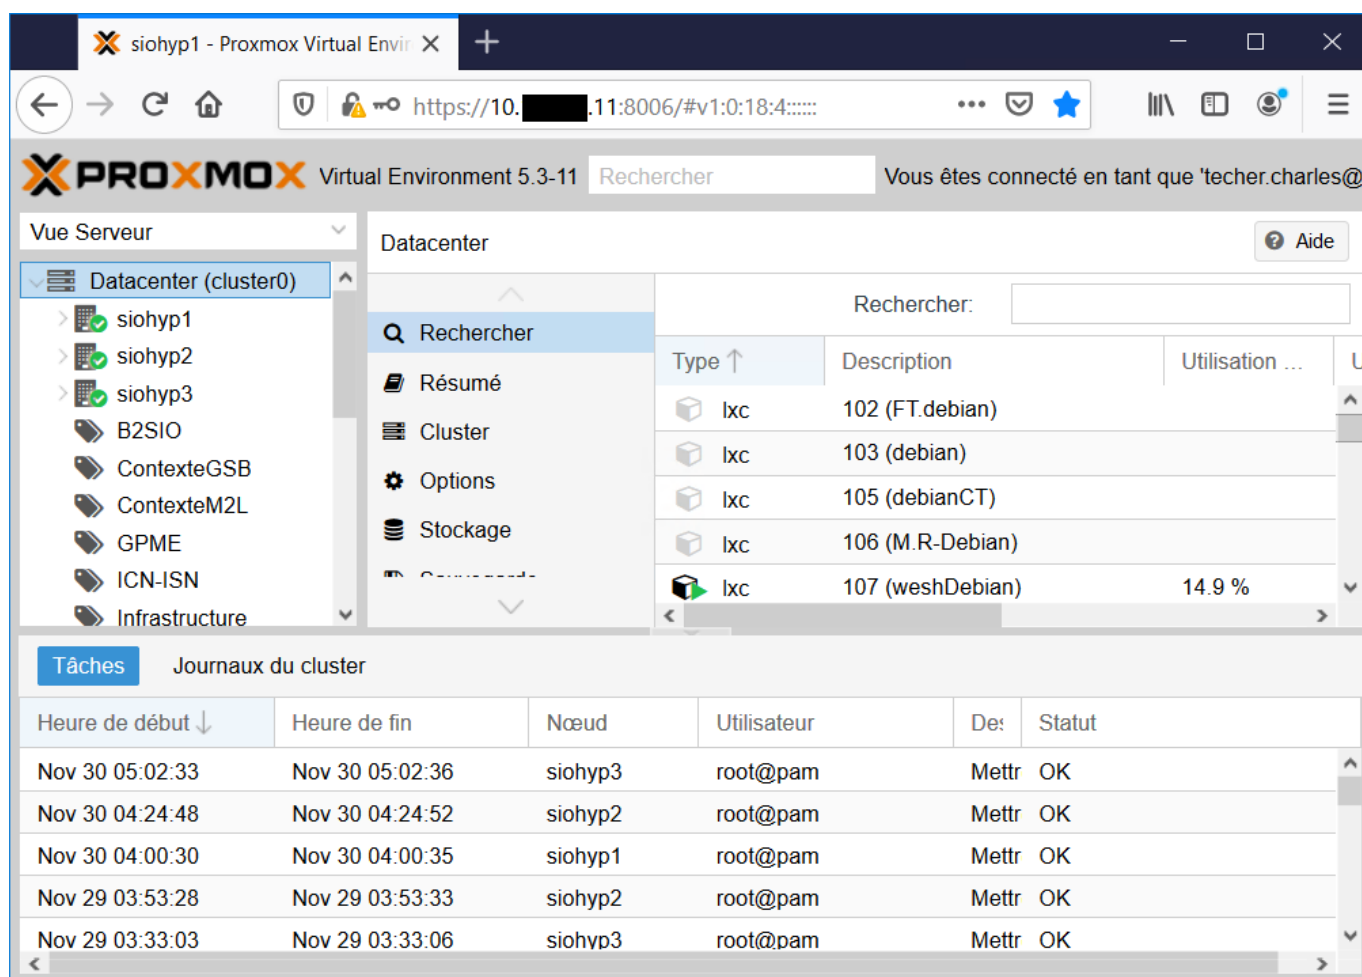 siohyp1 - Proxmox Virtual Envir
https://10. .11:8006/#v1:0:18:4::::::
PROXMOX Virtual Environment 5.3-11 Rechercher Vous êtes connecté en tant que 'techer.charles@
Vue Serveur
Datacenter (cluster0)
siohyp1
siohyp2
siohyp3
B2SIO
ContexteGSB
ContexteM2L
GPME
ICN-ISN
Infrastructure
Datacenter
Aide
Rechercher
Résumé
Cluster
Options
Stockage
Sauvegarde
Rechercher:
Type Description Utilisation ... U
lxc 102 (FT.debian)
lxc 103 (debian)
lxc 105 (debianCT)
lxc 106 (M.R-Debian)
lxc 107 (weshDebian) 14.9 %
Tâches Journaux du cluster
Heure de début Heure de fin Nœud Utilisateur Des Statut
Nov 30 05:02:33 Nov 30 05:02:36 siohyp3 root@pam Mettr OK
Nov 30 04:24:48 Nov 30 04:24:52 siohyp2 root@pam Mettr OK
Nov 30 04:00:30 Nov 30 04:00:35 siohyp1 root@pam Mettr OK
Nov 29 03:53:28 Nov 29 03:53:33 siohyp2 root@pam Mettr OK
Nov 29 03:33:03 Nov 29 03:33:06 siohyp3 root@pam Mettr OK